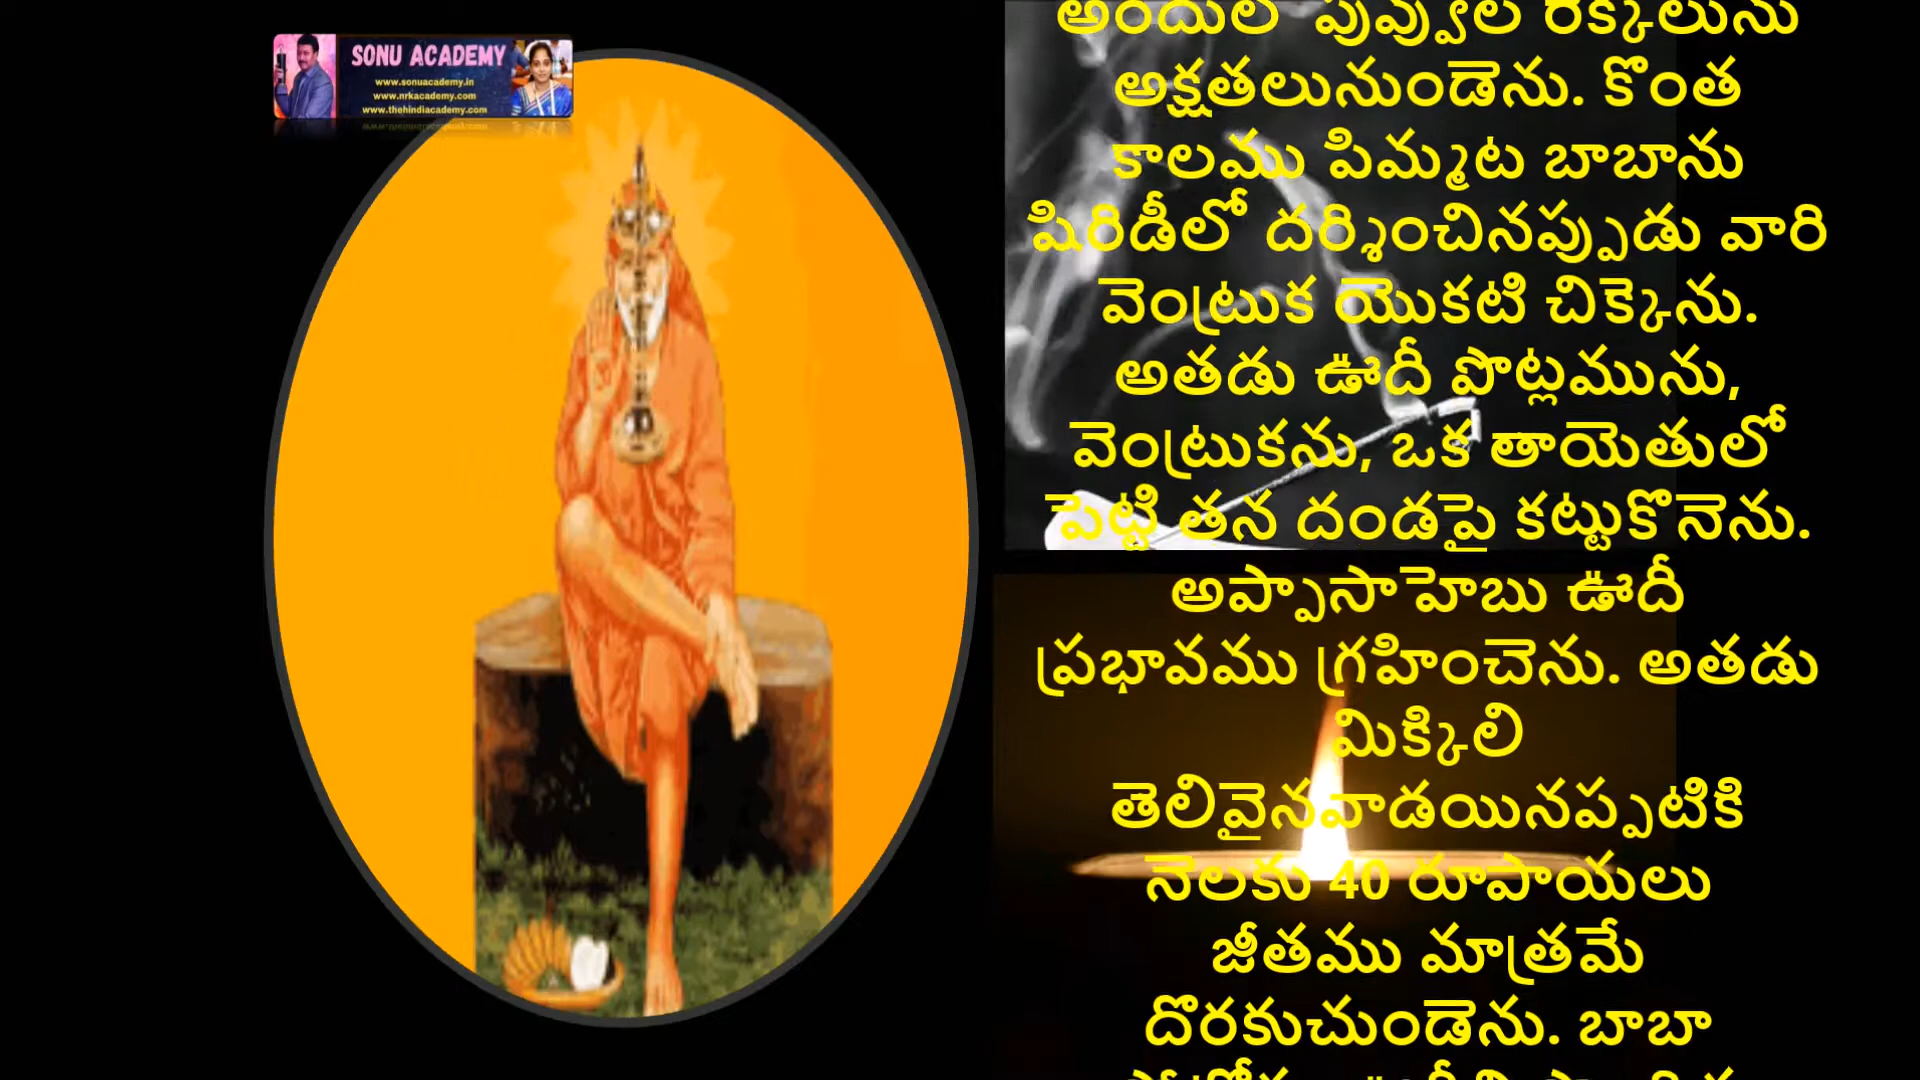 SONU ACADEMY
www.sonuacademy.in
www.nrkacademy.com
www.thehindiacademy.com
అందులో పువ్వుల రెక్కలును
అక్షతలునుండెను. కొంత
కాలము పిమ్మట బాబాను
షిరిడీలో దర్శించినప్పుడు వారి
వెంట్రుక యొకటి చిక్కెను.
అతడు ఊదీ పొట్లమును,
వెంట్రుకను, ఒక తాయెతులో
పెట్టి తన దండపై కట్టుకొనెను.
అప్పాసాహెబు ఊదీ
ప్రభావము గ్రహించెను. అతడు
మిక్కిలి
తెలివైనవాడయినప్పటికి
నెలకు 40 రూపాయలు
జీతము మాత్రమే
దొరకుచుండెను. బాబా